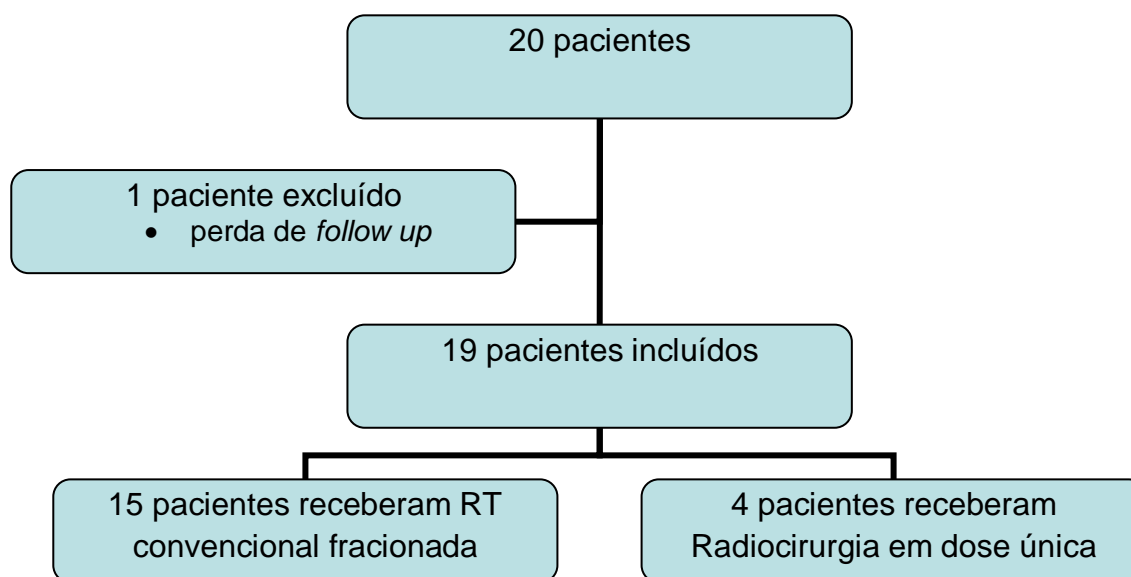 20 pacientes
1 paciente excluído
• perda de follow up
19 pacientes incluídos
15 pacientes receberam RT
convencional fracionada
4 pacientes receberam
Radiocirurgia em dose única